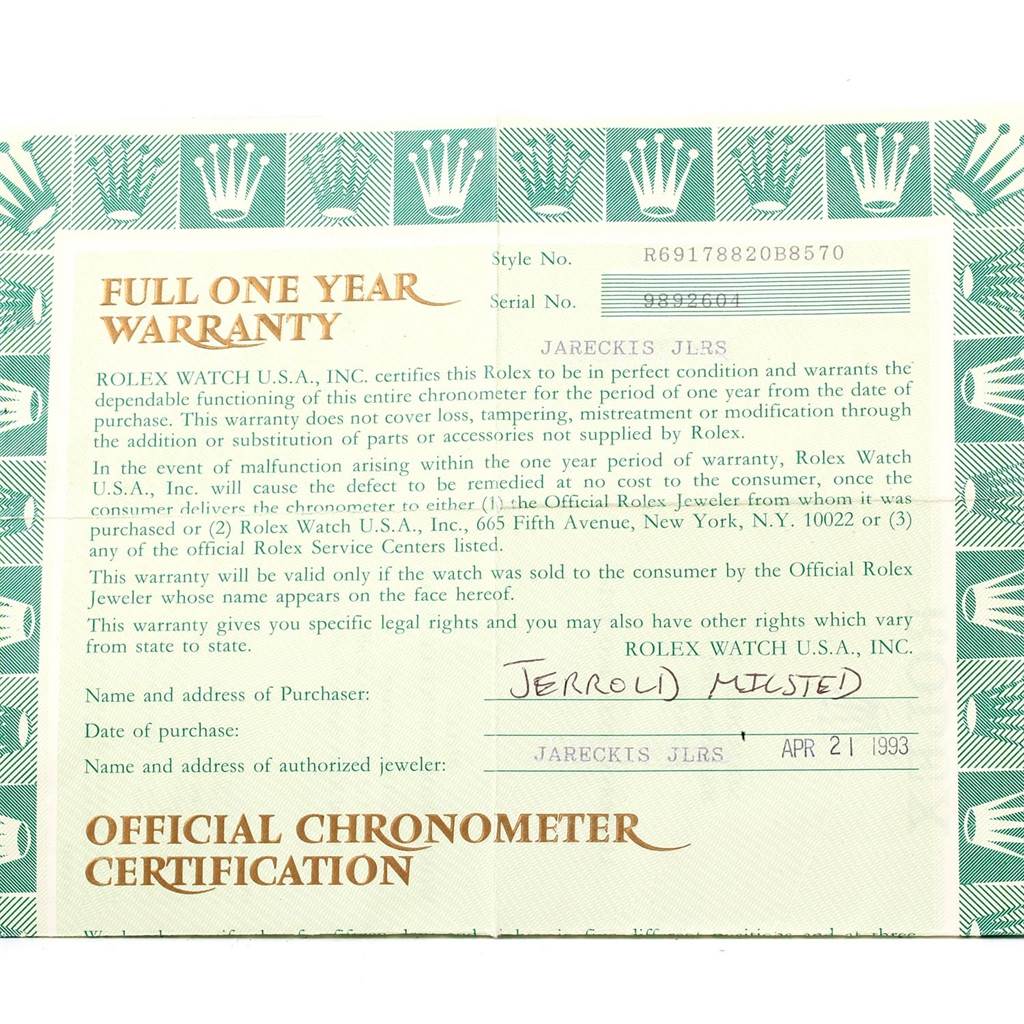 FULL ONE YEAR
WARRANTY
Style No. R69178820B8570
Serial No. 9892604
JARECKIS JLRS
ROLEX WATCH U.S.A., INC. certifies this Rolex to be in perfect condition and warrants the
dependable functioning of this entire chronometer for the period of one year from the date of
purchase. This warranty does not cover loss, tampering, mistreatment or modification through
the addition or substitution of parts or accessories not supplied by Rolex.
In the event of malfunction arising within the one year period of warranty, Rolex Watch
U.S.A., Inc. will cause the defect to be remedied at no cost to the consumer, once the
consumer delivers the chronometer to either (1) the Official Rolex Jeweler from whom it was
purchased or (2) Rolex Watch U.S.A., Inc., 665 Fifth Avenue, New York, N.Y. 10022 or (3)
any of the official Rolex Service Centers listed.
This warranty will be valid only if the watch was sold to the consumer by the Official Rolex
Jeweler whose name appears on the face hereof.
This warranty gives you specific legal rights and you may also have other rights which vary
from state to state.
ROLEX WATCH U.S.A., INC.
Name and address of Purchaser: JERROLD MILSTED
Date of purchase:
JARECKIS JLRS APR 21 1993
Name and address of authorized jeweler:
OFFICIAL CHRONOMETER
CERTIFICATION